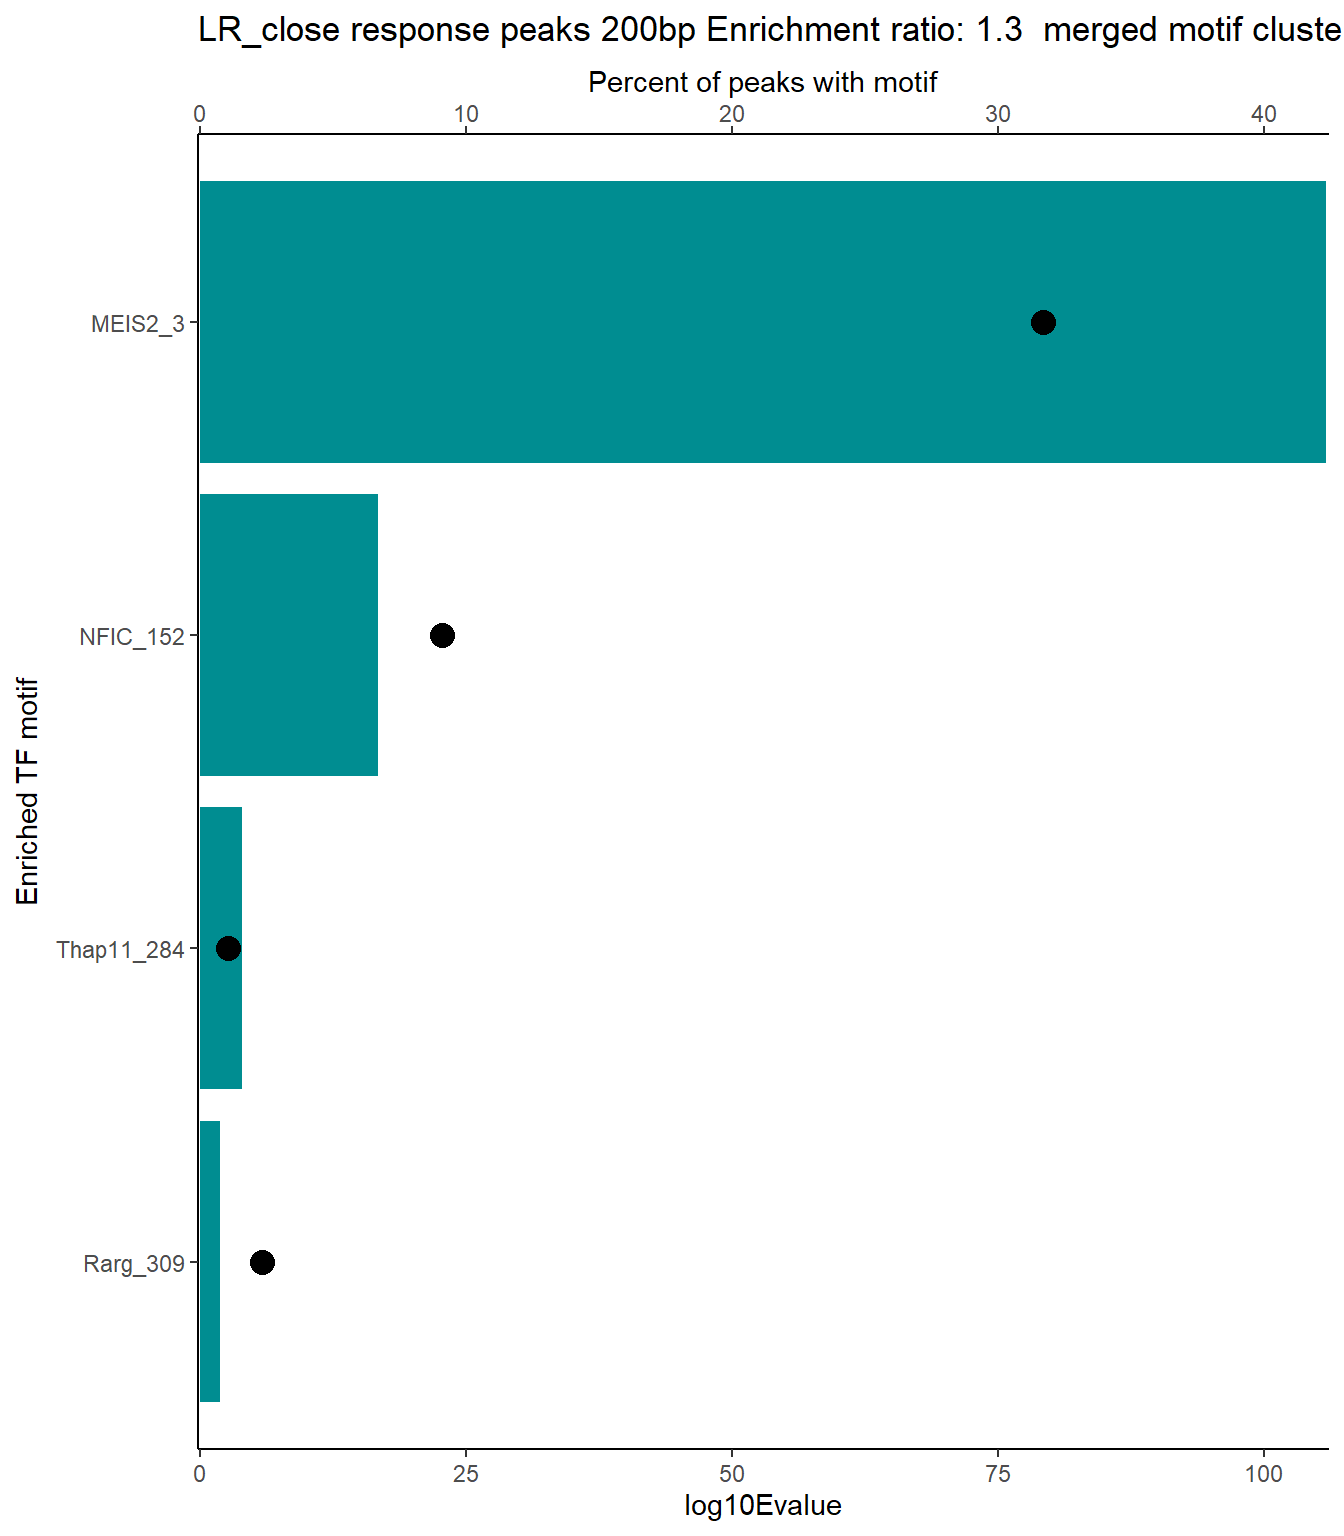 LR_close response peaks 200bp Enrichment ratio: 1.3  merged motif cluste
Percent of peaks with motif
0 10 20 30 40
MEIS2_3
NFIC_152
Thap11_284
Rarg_309
Enriched TF motif
0 25 50 75 100
log10Evalue